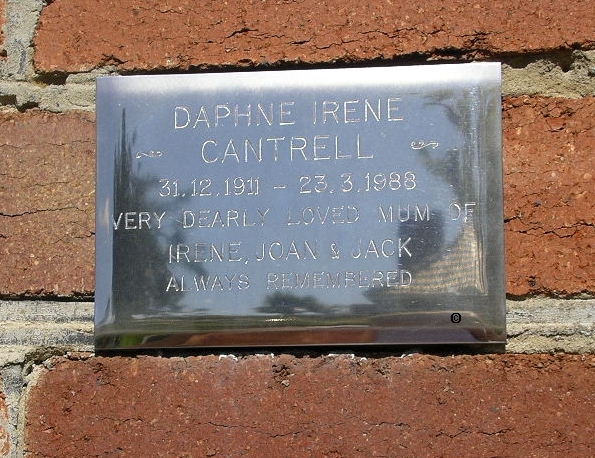 DAPHNE IRENE
CANTRELL
31.12.1911 - 23.3.1988
VERY DEARLY LOVED MUM OF
IRENE, JOAN & JACK
ALWAYS REMEMBERED
©